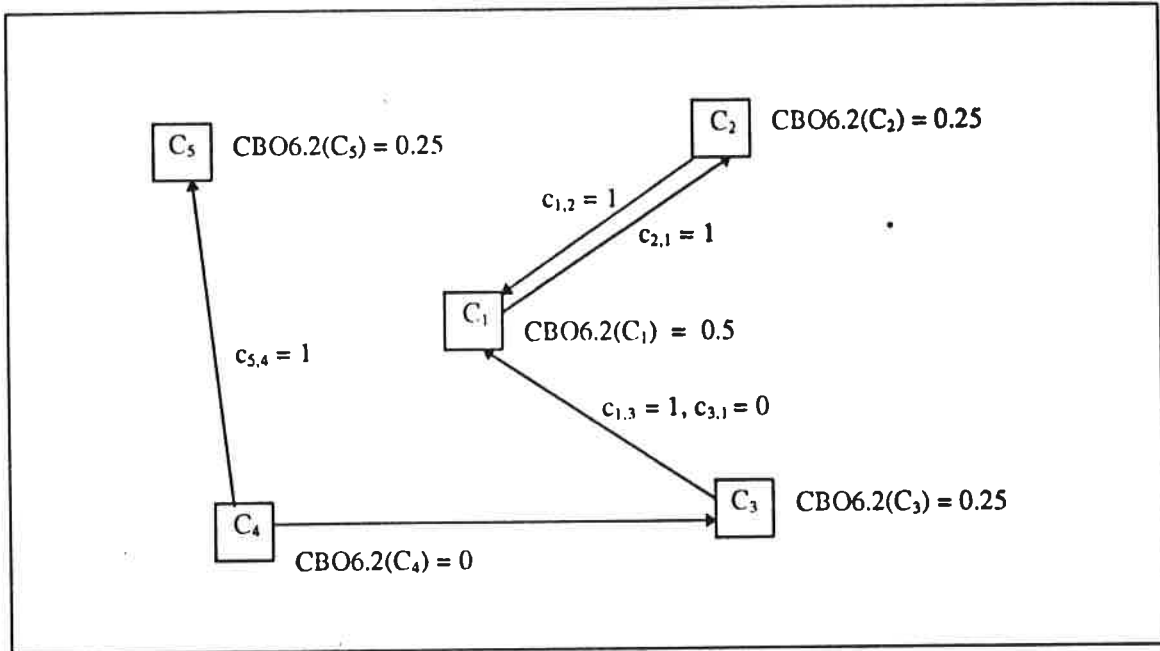 C₂ CBO6.2(C₂) = 0.25
C₅ CBO6.2(C₅) = 0.25
c₁,₂ = 1
c₂,₁ = 1
C₁ CBO6.2(C₁) = 0.5
c₅,₄ = 1
c₁,₃ = 1, c₃,₁ = 0
C₃ CBO6.2(C₃) = 0.25
C₄
CBO6.2(C₄) = 0